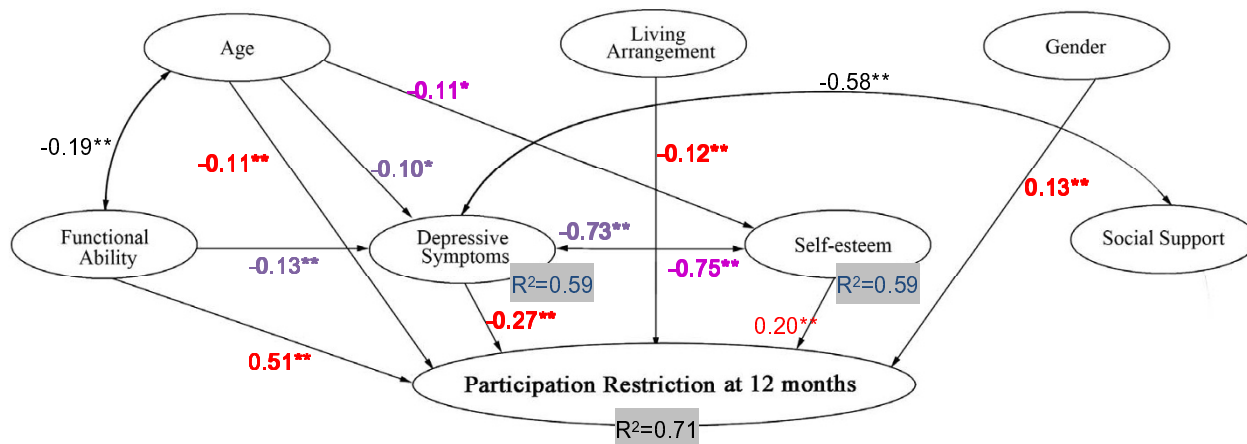 Age
Living
Arrangement
Gender
-0.58**
-0.11*
-0.19**
-0.11**
-0.10*
-0.12**
0.13**
Functional
Ability
Depressive
Symptoms
-0.73**
Self-esteem
Social Support
-0.13**
-0.75**
R²=0.59
R²=0.59
-0.27**
0.20**
0.51**
Participation Restriction at 12 months
R²=0.71